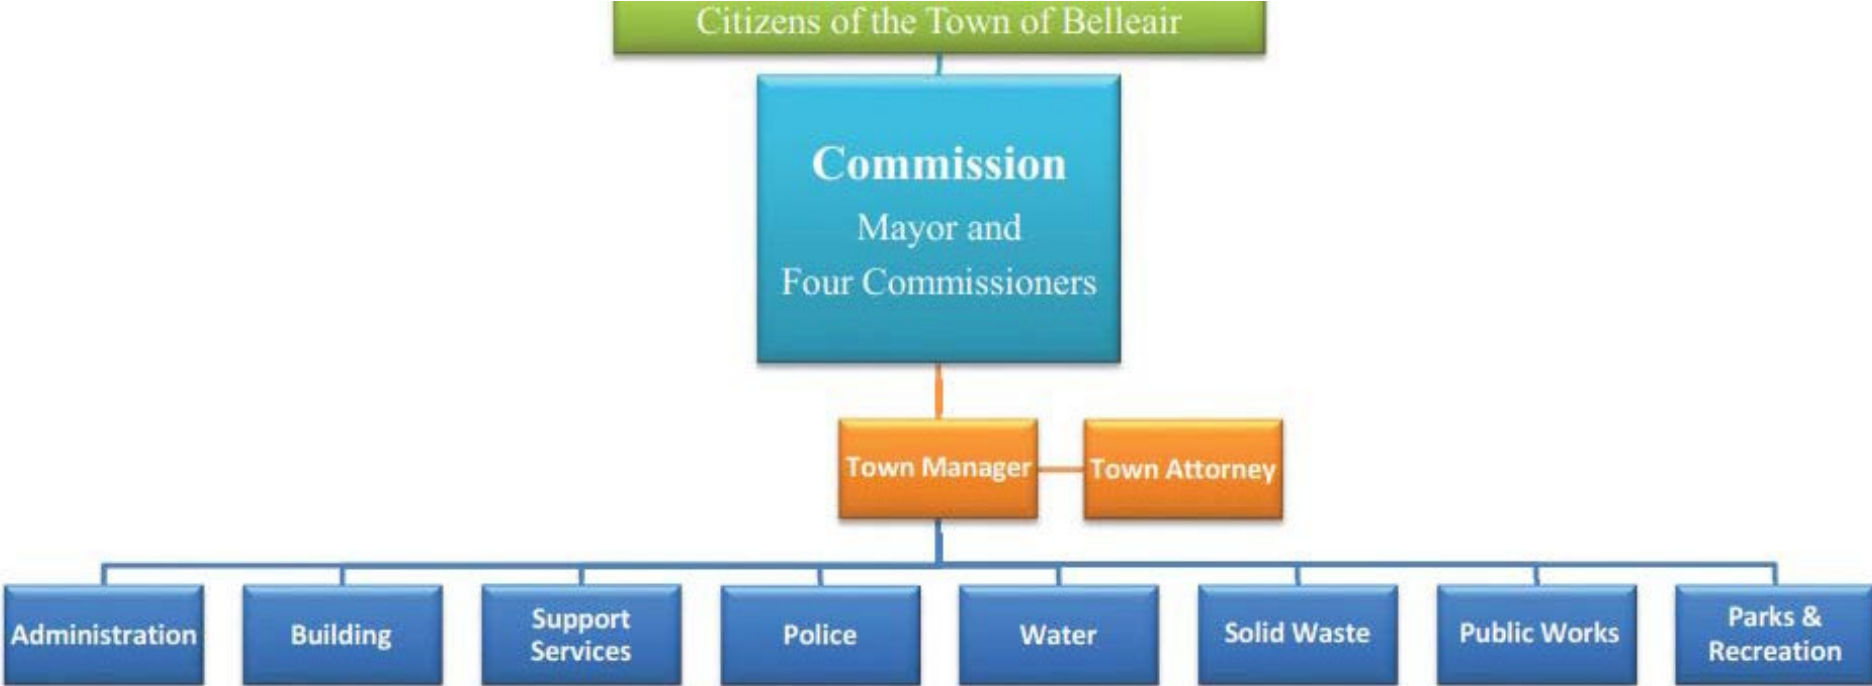 Citizens of the Town of Belleair
Commission
Mayor and
Four Commissioners
Town Manager
Town Attorney
Administration
Building
Support
Services
Police
Water
Solid Waste
Public Works
Parks &
Recreation